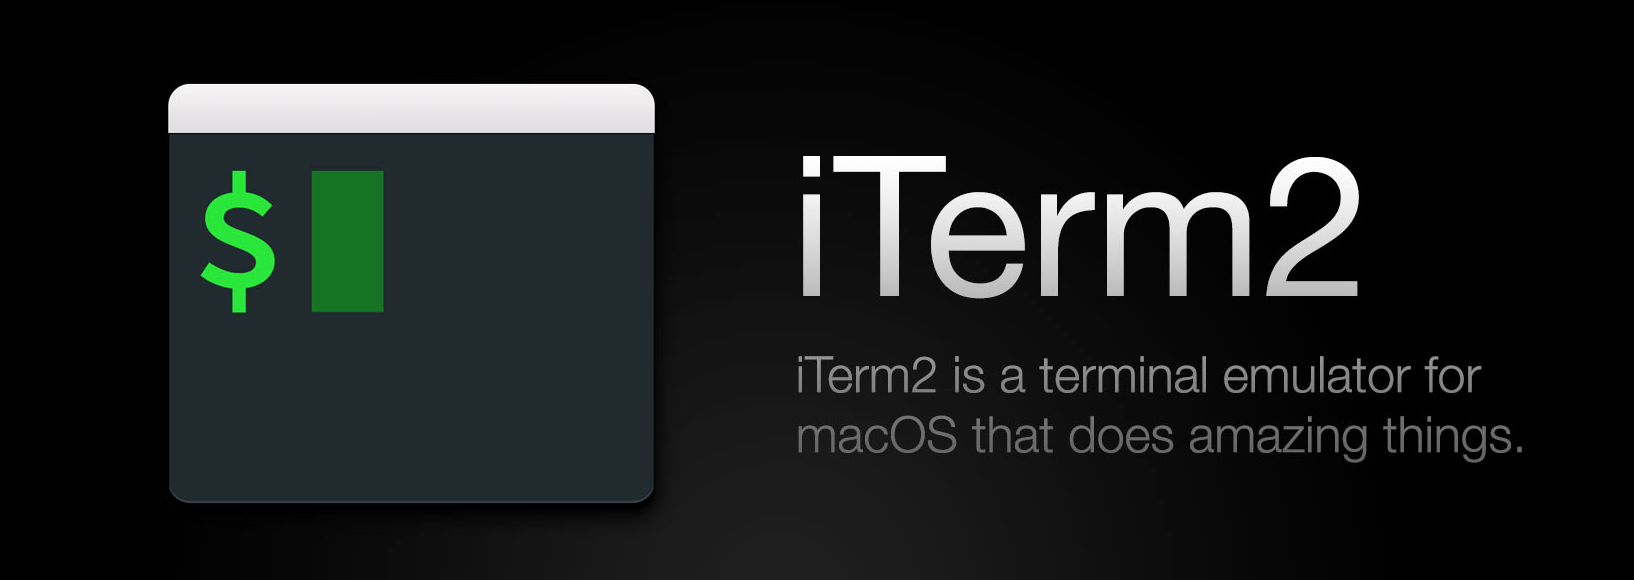 $
iTerm2
iTerm2 is a terminal emulator for
macOS that does amazing things.